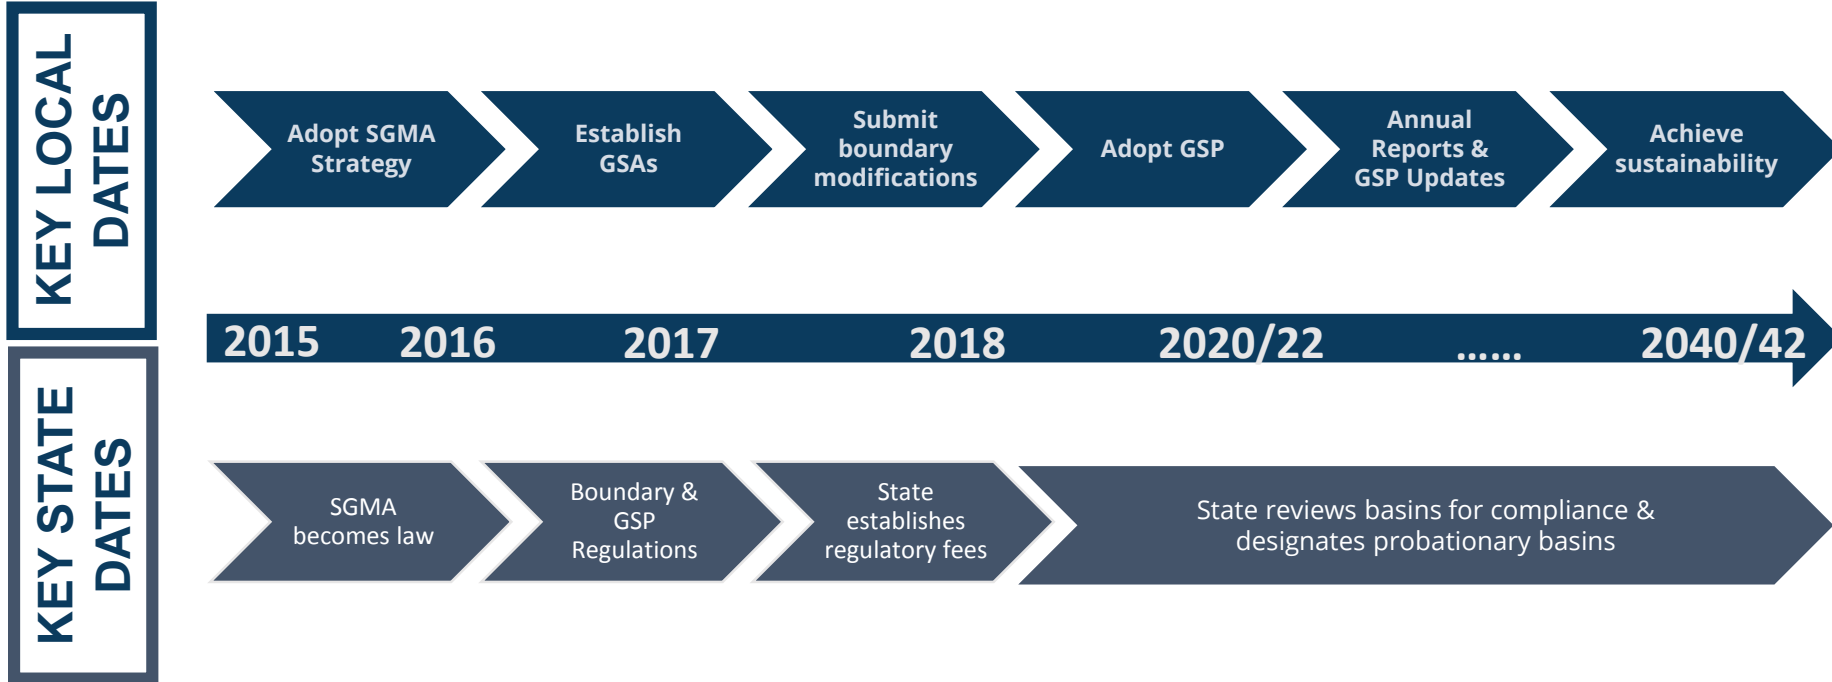 KEY LOCAL
DATES
Adopt SGMA
Strategy
Establish
GSAs
Submit
boundary
modifications
Adopt GSP
Annual
Reports &
GSP Updates
Achieve
sustainability
2015 2016 2017 2018 2020/22 ...... 2040/42
KEY STATE
DATES
SGMA
becomes law
Boundary &
GSP
Regulations
State
establishes
regulatory fees
State reviews basins for compliance &
designates probationary basins